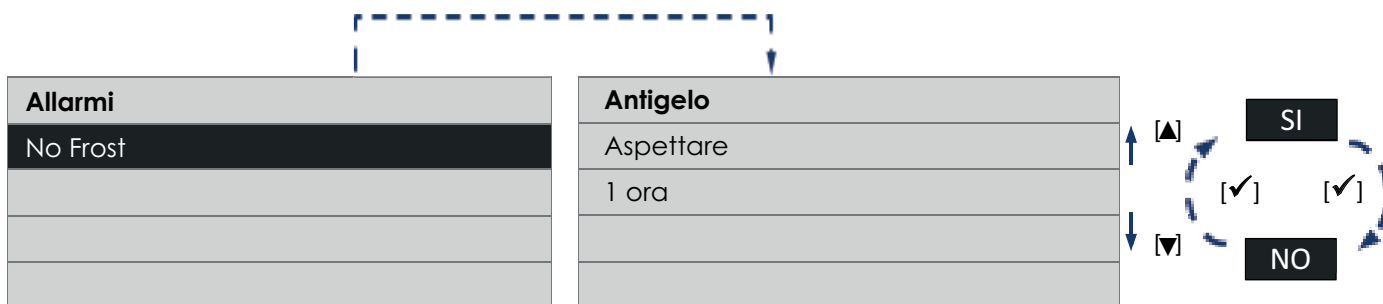 Allarmi
No Frost
Antigelo
Aspettare
1 ora
[▲]
[▼]
SI
[✓] [✓]
NO